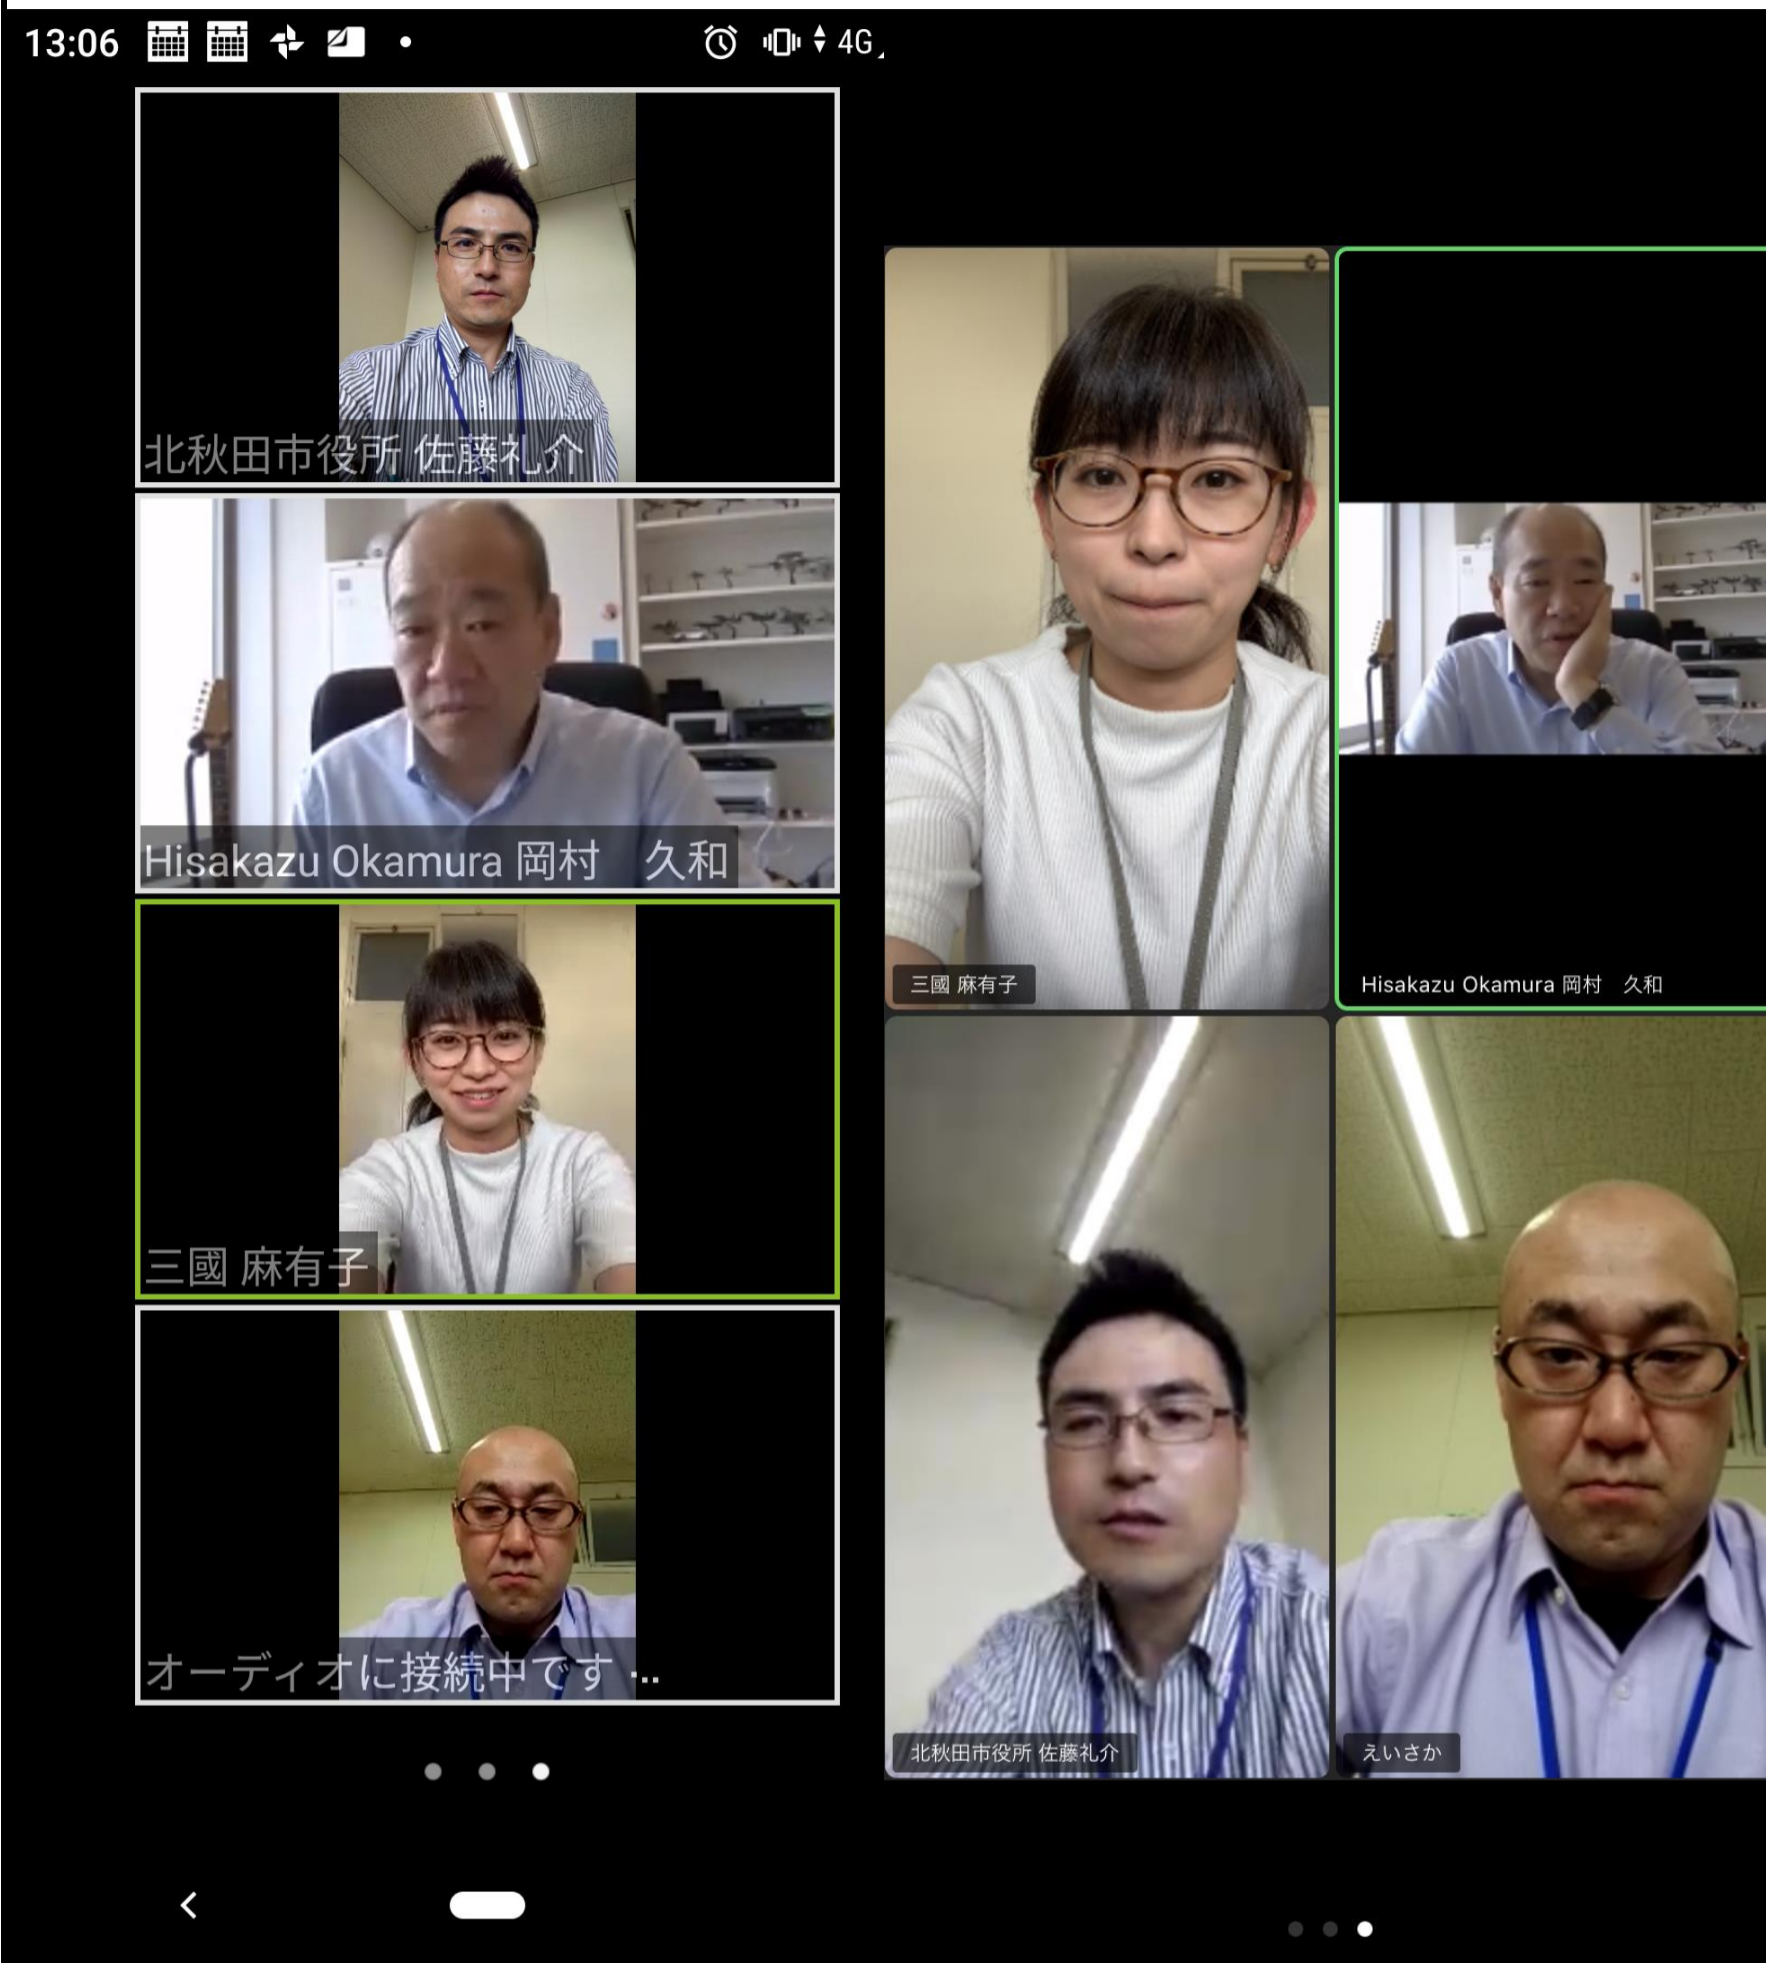 13:06
4G
北秋田市役所 佐藤礼介
Hisakazu Okamura 岡村　久和
三國 麻有子
オーディオに接続中です ...
三國 麻有子
Hisakazu Okamura 岡村　久和
北秋田市役所 佐藤礼介
えいさか